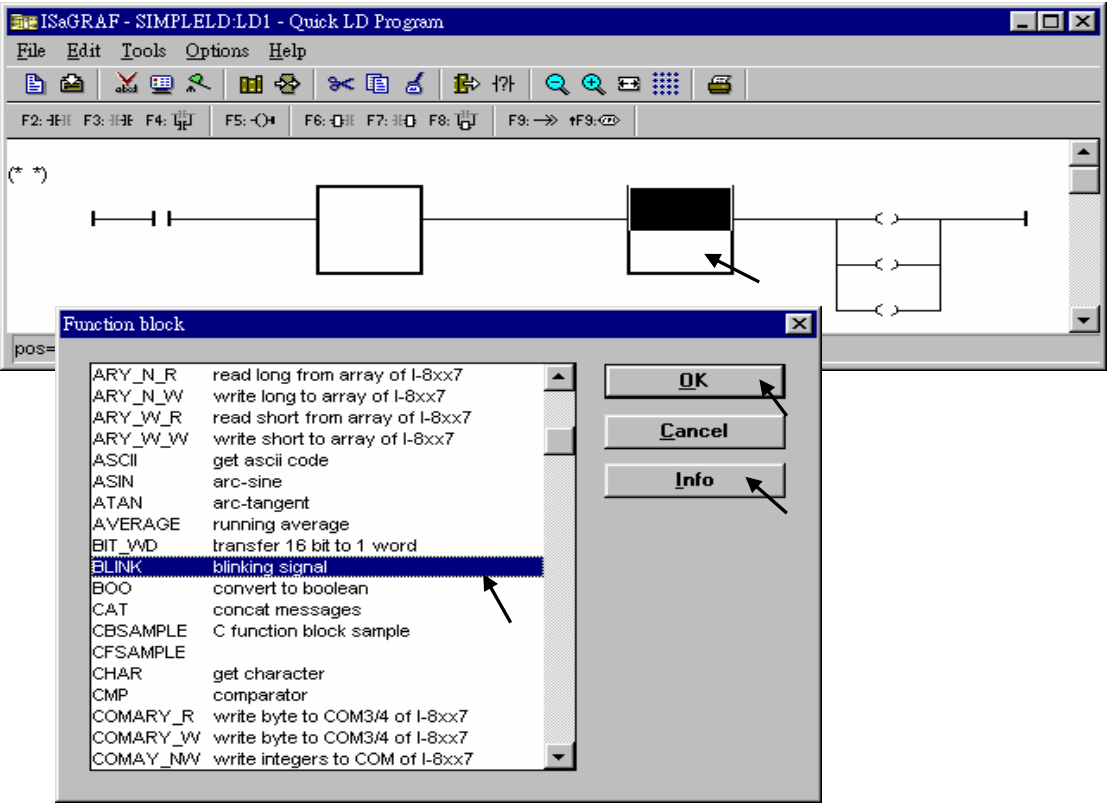 ISaGRAF - SIMPLELD:LD1 - Quick LD Program
File Edit Tools Options Help
F2: F3: F4: F5: F6: F7: F8: F9: F9:
(* *)
Function block
pos=
ARY_N_R read long from array of I-8xx7
ARY_N_W write long to array of I-8xx7
ARY_W_R read short from array of I-8xx7
ARY_W_W write short to array of I-8xx7
ASCII get ascii code
ASIN arc-sine
ATAN arc-tangent
AVERAGE running average
BIT_WD transfer 16 bit to 1 word
BLINK blinking signal
BOO convert to boolean
CAT concat messages
CBSAMPLE C function block sample
CFSAMPLE
CHAR get character
CMP comparator
COMARY_R write byte to COM3/4 of I-8xx7
COMARY_W write byte to COM3/4 of I-8xx7
COMAY_NW write integers to COM of I-8xx7
OK
Cancel
Info